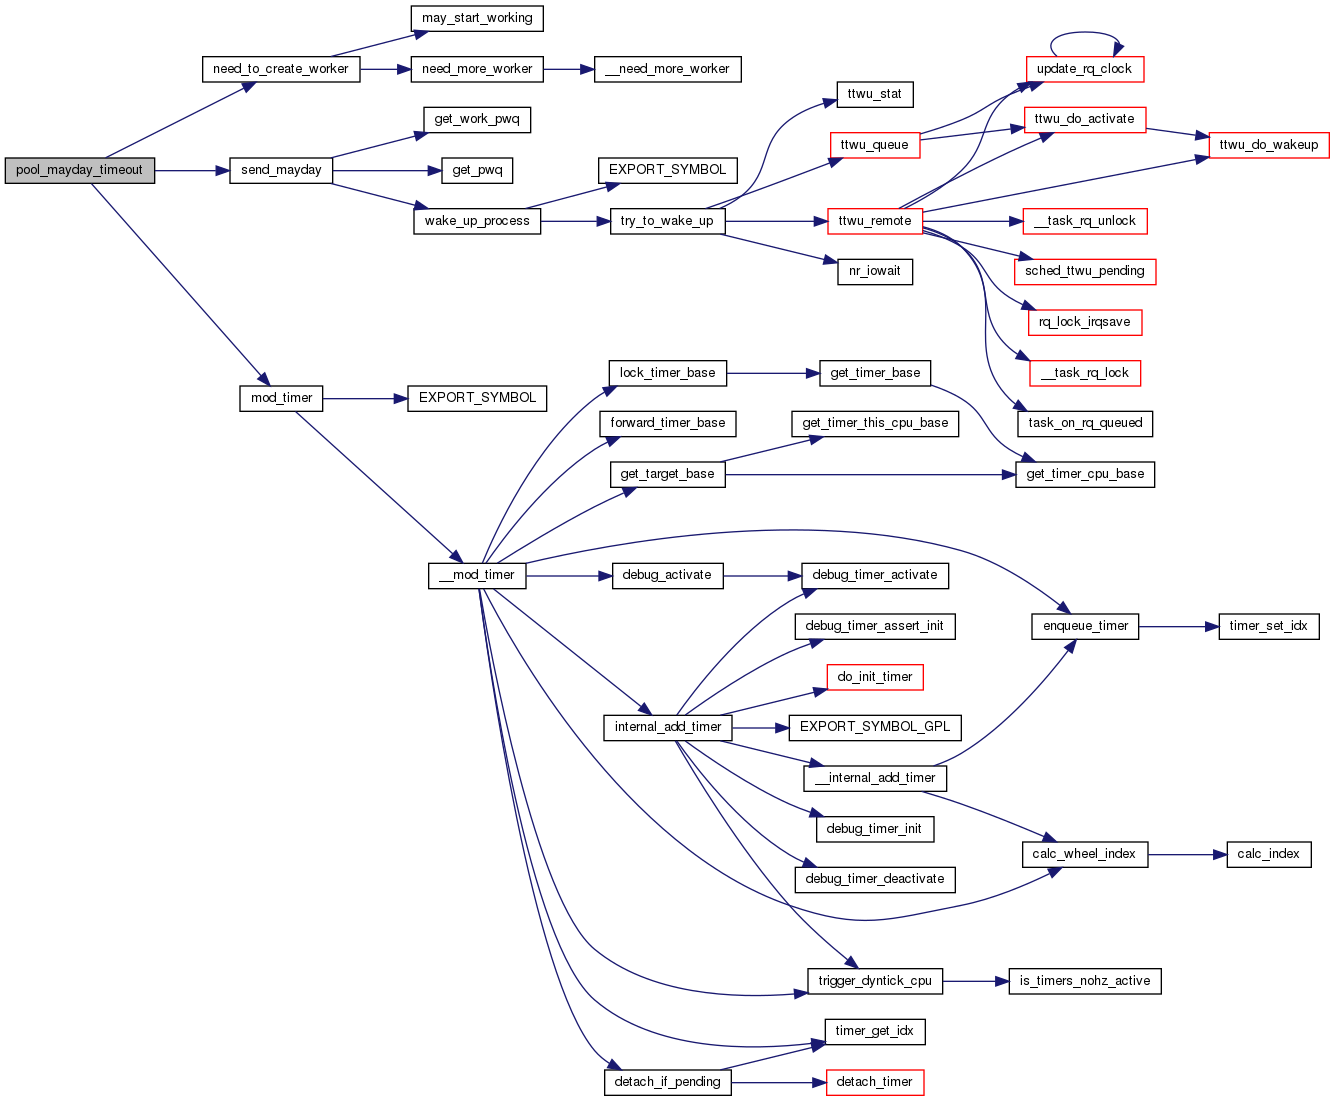 may_start_working
need_to_create_worker
need_more_worker
__need_more_worker
update_rq_clock
ttwu_stat
get_work_pwq
ttwu_do_activate
ttwu_queue
ttwu_do_wakeup
pool_mayday_timeout
send_mayday
get_pwq
EXPORT_SYMBOL
wake_up_process
try_to_wake_up
ttwu_remote
__task_rq_unlock
nr_iowait
sched_ttwu_pending
rq_lock_irqsave
lock_timer_base
get_timer_base
__task_rq_lock
mod_timer
EXPORT_SYMBOL
forward_timer_base
get_timer_this_cpu_base
task_on_rq_queued
get_target_base
get_timer_cpu_base
__mod_timer
debug_activate
debug_timer_activate
debug_timer_assert_init
enqueue_timer
timer_set_idx
do_init_timer
internal_add_timer
EXPORT_SYMBOL_GPL
__internal_add_timer
debug_timer_init
calc_wheel_index
calc_index
debug_timer_deactivate
trigger_dyntick_cpu
is_timers_nohz_active
timer_get_idx
detach_if_pending
detach_timer